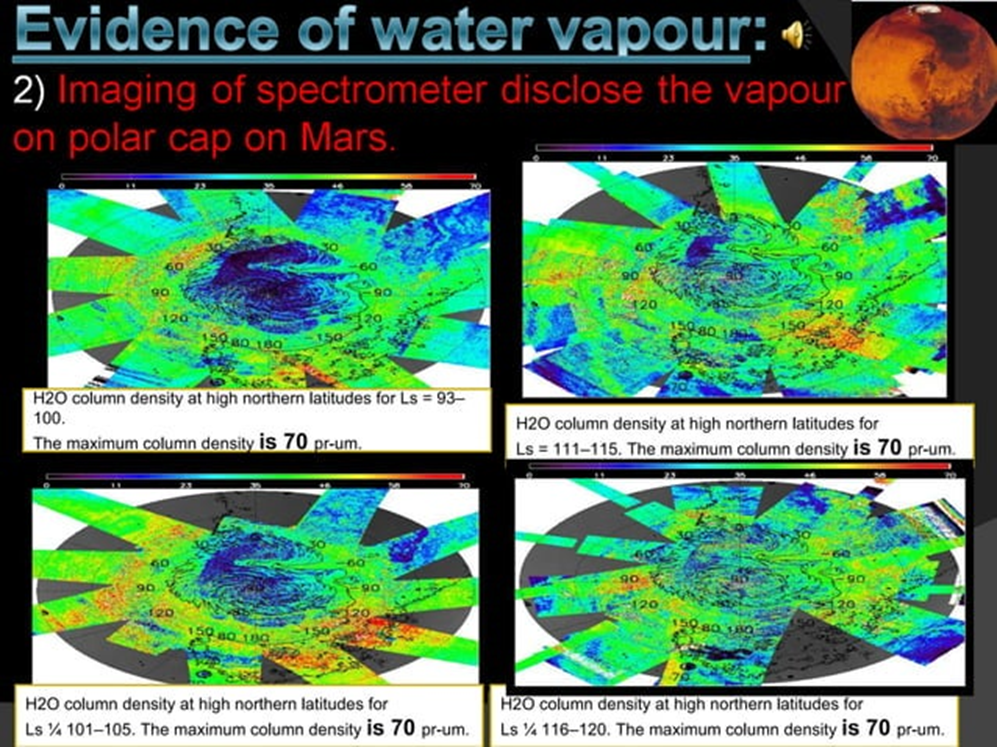 Evidence of water vapour:
2) Imaging of spectrometer disclose the vapour
on polar cap on Mars.
0 11 23 35 46 58 70
30 30
60 60
90 90
120 120
150 80 180 150
H2O column density at high northern latitudes for Ls = 93–
100.
The maximum column density is 70 pr-um.
0 11 23 35 46 58 70
60 60
90 90
120 120
150 80 180 150
H2O column density at high northern latitudes for
Ls = 111–115. The maximum column density is 70 pr-um.
0 11 23 35 46 58 70
30 30
60 60
90 90
120 120
150 80 180 150
H2O column density at high northern latitudes for
Ls ¼ 101–105. The maximum column density is 70 pr-um.
0 11 23 35 46 58 70
30 30
60 60
90 90
120 120
150 80 180 150
H2O column density at high northern latitudes for
Ls ¼ 116–120. The maximum column density is 70 pr-um.